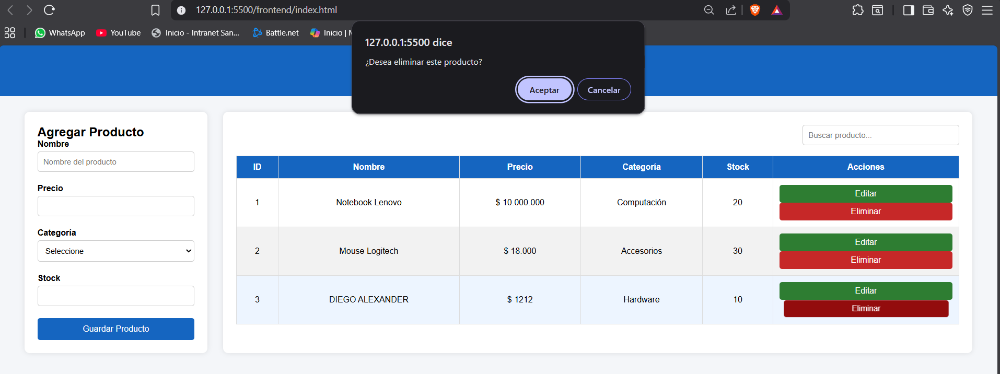 127.0.0.1:5500/frontend/index.html
WhatsApp
YouTube
Inicio - Intranet San...
Battle.net
Inicio |
127.0.0.1:5500 dice
¿Desea eliminar este producto?
Aceptar
Cancelar
Agregar Producto
Nombre
Nombre del producto
Precio
Categoría
Seleccione
Stock
Guardar Producto
Buscar producto...
ID Nombre Precio Categoría Stock Acciones
1 Notebook Lenovo $ 10.000.000 Computación 20 Editar
Eliminar
2 Mouse Logitech $ 18.000 Accesorios 30 Editar
Eliminar
3 DIEGO ALEXANDER $ 1212 Hardware 10 Editar
Eliminar